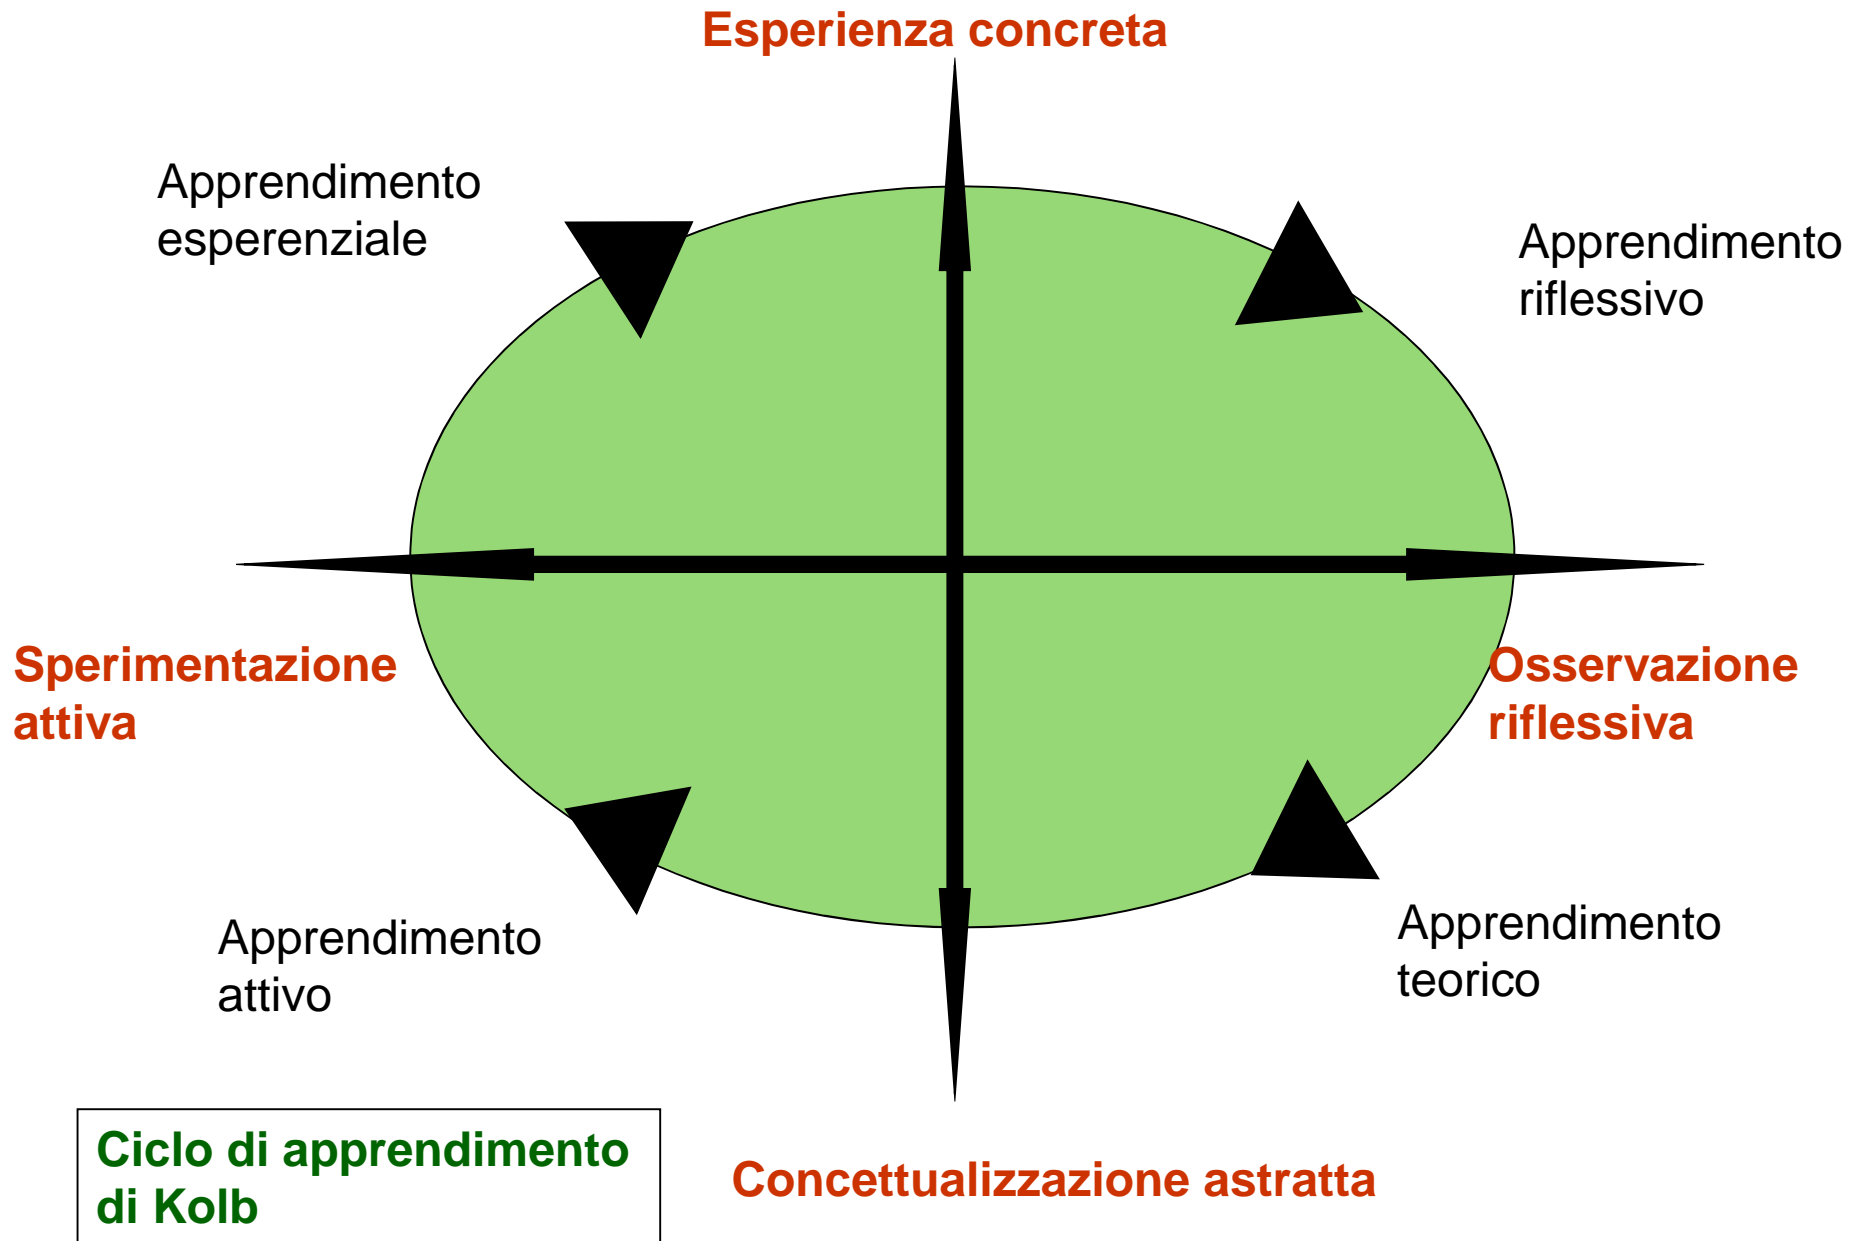 Esperienza concreta
Apprendimento
esperenziale
Apprendimento
riflessivo
Sperimentazione
attiva
Osservazione
riflessiva
Apprendimento
attivo
Apprendimento
teorico
Ciclo di apprendimento
di Kolb
Concettualizzazione astratta